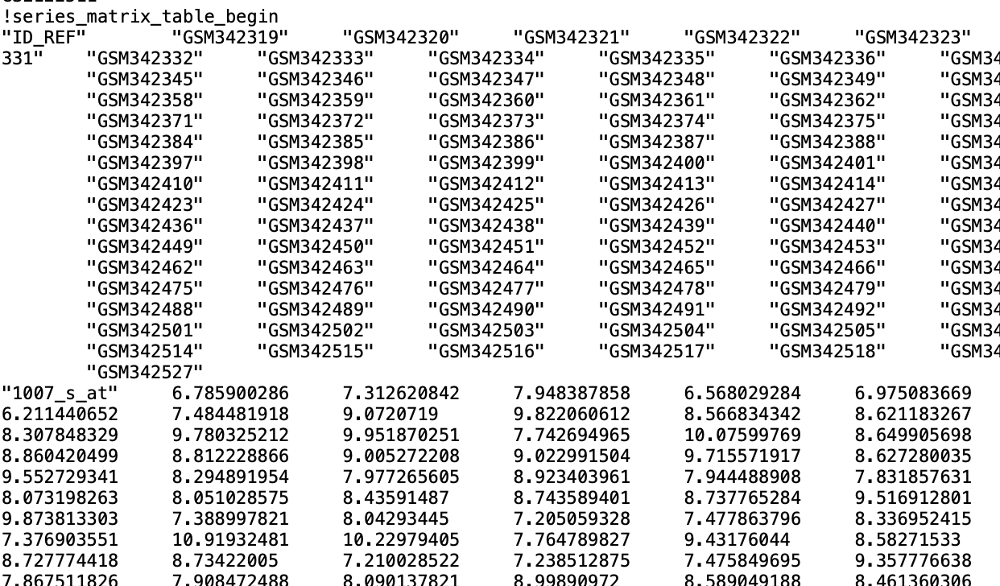 !series_matrix_table_begin
"ID_REF" "GSM342319" "GSM342320" "GSM342321" "GSM342322" "GSM342323"
331" "GSM342332" "GSM342333" "GSM342334" "GSM342335" "GSM342336" "GSM34
"GSM342345" "GSM342346" "GSM342347" "GSM342348" "GSM342349" "GSM34
"GSM342358" "GSM342359" "GSM342360" "GSM342361" "GSM342362" "GSM34
"GSM342371" "GSM342372" "GSM342373" "GSM342374" "GSM342375" "GSM34
"GSM342384" "GSM342385" "GSM342386" "GSM342387" "GSM342388" "GSM34
"GSM342397" "GSM342398" "GSM342399" "GSM342400" "GSM342401" "GSM34
"GSM342410" "GSM342411" "GSM342412" "GSM342413" "GSM342414" "GSM34
"GSM342423" "GSM342424" "GSM342425" "GSM342426" "GSM342427" "GSM34
"GSM342436" "GSM342437" "GSM342438" "GSM342439" "GSM342440" "GSM34
"GSM342449" "GSM342450" "GSM342451" "GSM342452" "GSM342453" "GSM34
"GSM342462" "GSM342463" "GSM342464" "GSM342465" "GSM342466" "GSM34
"GSM342475" "GSM342476" "GSM342477" "GSM342478" "GSM342479" "GSM34
"GSM342488" "GSM342489" "GSM342490" "GSM342491" "GSM342492" "GSM34
"GSM342501" "GSM342502" "GSM342503" "GSM342504" "GSM342505" "GSM34
"GSM342514" "GSM342515" "GSM342516" "GSM342517" "GSM342518" "GSM34
"GSM342527"
"1007_s_at" 6.785900286 7.312620842 7.948387858 6.568029284 6.975083669
6.211440652 7.484481918 9.0720719 9.822060612 8.566834342 8.621183267
8.307848329 9.780325212 9.951870251 7.742694965 10.07599769 8.649905698
8.860420499 8.812228866 9.005272208 9.022991504 9.715571917 8.627280035
9.552729341 8.294891954 7.977265605 8.923403961 7.944488908 7.831857631
8.073198263 8.051028575 8.43591487 8.743589401 8.737765284 9.516912801
9.873813303 7.388997821 8.04293445 7.205059328 7.477863796 8.336952415
7.376903551 10.91932481 10.22979405 7.764789827 9.43176044 8.58271533
8.727774418 8.73422005 7.210028522 7.238512875 7.475849695 9.357776638
7.867511826 7.908472488 8.090137821 8.99890972 8.589049188 8.461360306